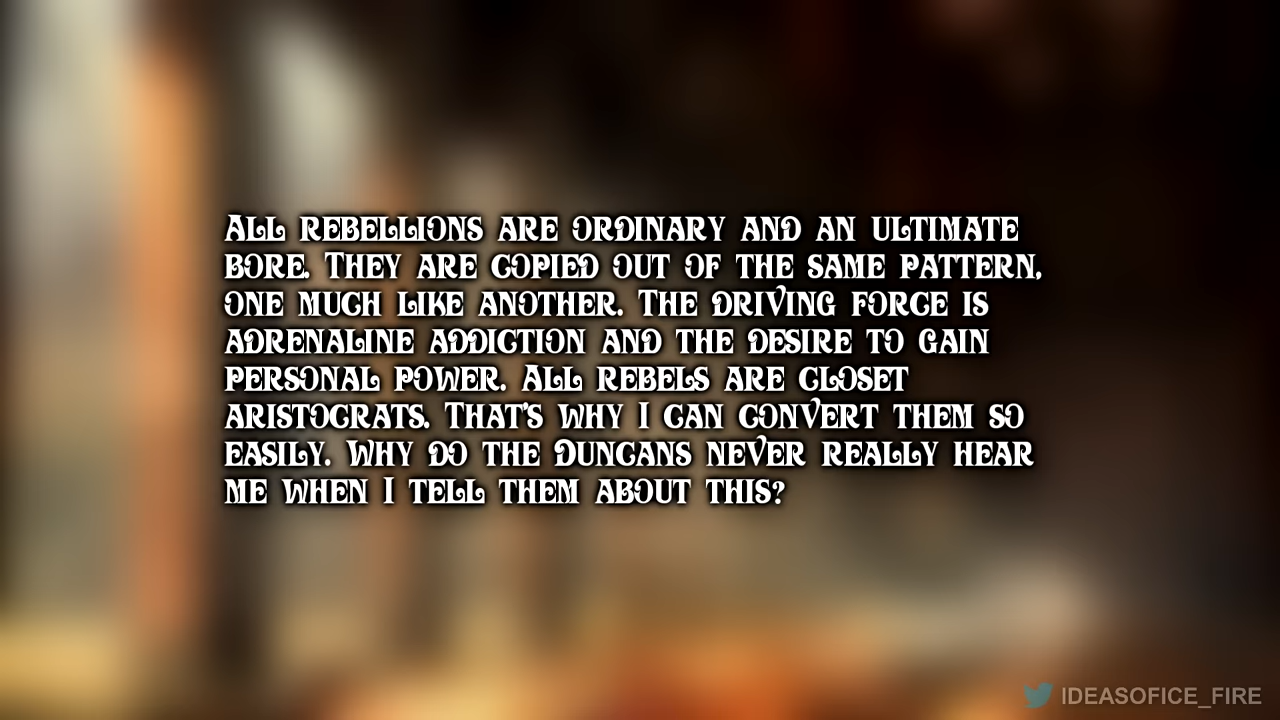 All rebellions are ordinary and an ultimate
bore. They are copied out of the same pattern,
one much like another. The driving force is
adrenaline addiction and the desire to gain
personal power. All rebels are closet
aristocrats. That's why I can convert them so
easily. Why do the Duncans never really hear
me when I tell them about this?
IDEASOFICE_FIRE